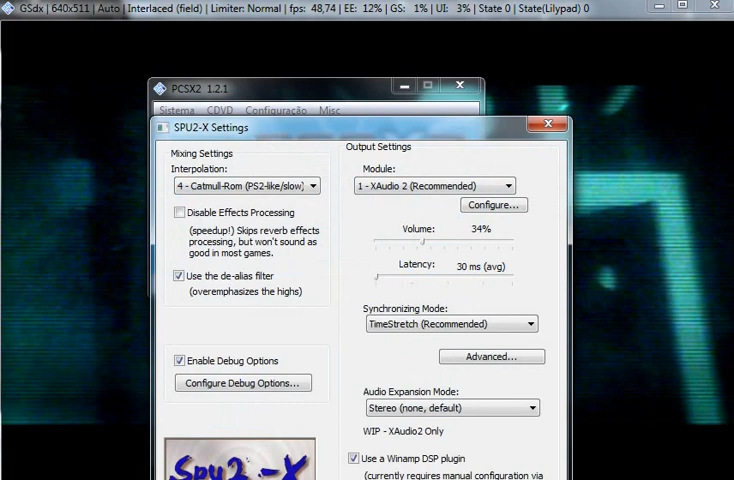 GSdx | 640x511 | Auto | Interlaced (field) | Limiter: Normal | fps: 48,74 | EE: 12% | GS: 1% | UI: 3% | State 0 | State(Lilypad) 0
PCSX2 1.2.1
Sistema CDVD Configuração Misc
SPU2-X Settings
Mixing Settings
Interpolation:
4 - Catmull-Rom (PS2-like/slow)
Disable Effects Processing
(speedup!) Skips reverb effects
processing, but won't sound as
good in most games.
Use the de-alias filter
(overemphasizes the highs)
Enable Debug Options
Configure Debug Options...
Spu2-X
Output Settings
Module:
1 - XAudio 2 (Recommended)
Configure...
Volume: 34%
Latency: 30 ms (avg)
Synchronizing Mode:
TimeStretch (Recommended)
Advanced...
Audio Expansion Mode:
Stereo (none, default)
WIP - XAudio2 Only
Use a Winamp DSP plugin
(currently requires manual configuration via